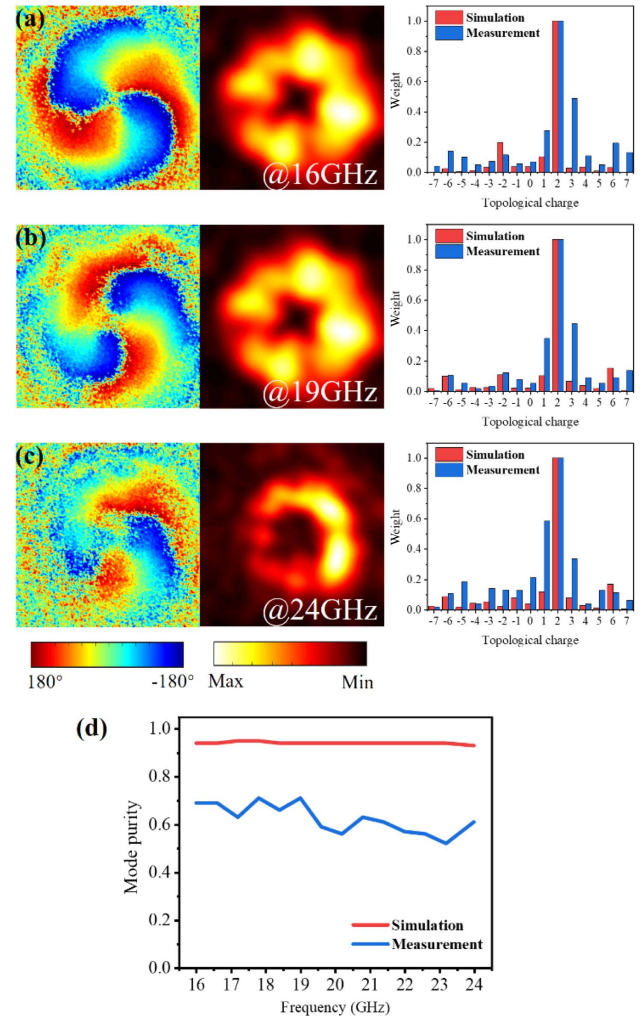 (a)
@16GHz
Simulation
Measurement
Weight
1.0
0.8
0.6
0.4
0.2
0.0
-7 -6 -5 -4 -3 -2 -1 0 1 2 3 4 5 6 7
Topological charge
(b)
@19GHz
Simulation
Measurement
Weight
1.0
0.8
0.6
0.4
0.2
0.0
-7 -6 -5 -4 -3 -2 -1 0 1 2 3 4 5 6 7
Topological charge
(c)
@24GHz
Simulation
Measurement
Weight
1.0
0.8
0.6
0.4
0.2
0.0
-7 -6 -5 -4 -3 -2 -1 0 1 2 3 4 5 6 7
Topological charge
180° -180°
Max Min
(d)
Mode purity
1.0
0.8
0.6
0.4
0.2
0.0
Simulation
Measurement
16 17 18 19 20 21 22 23 24
Frequency (GHz)